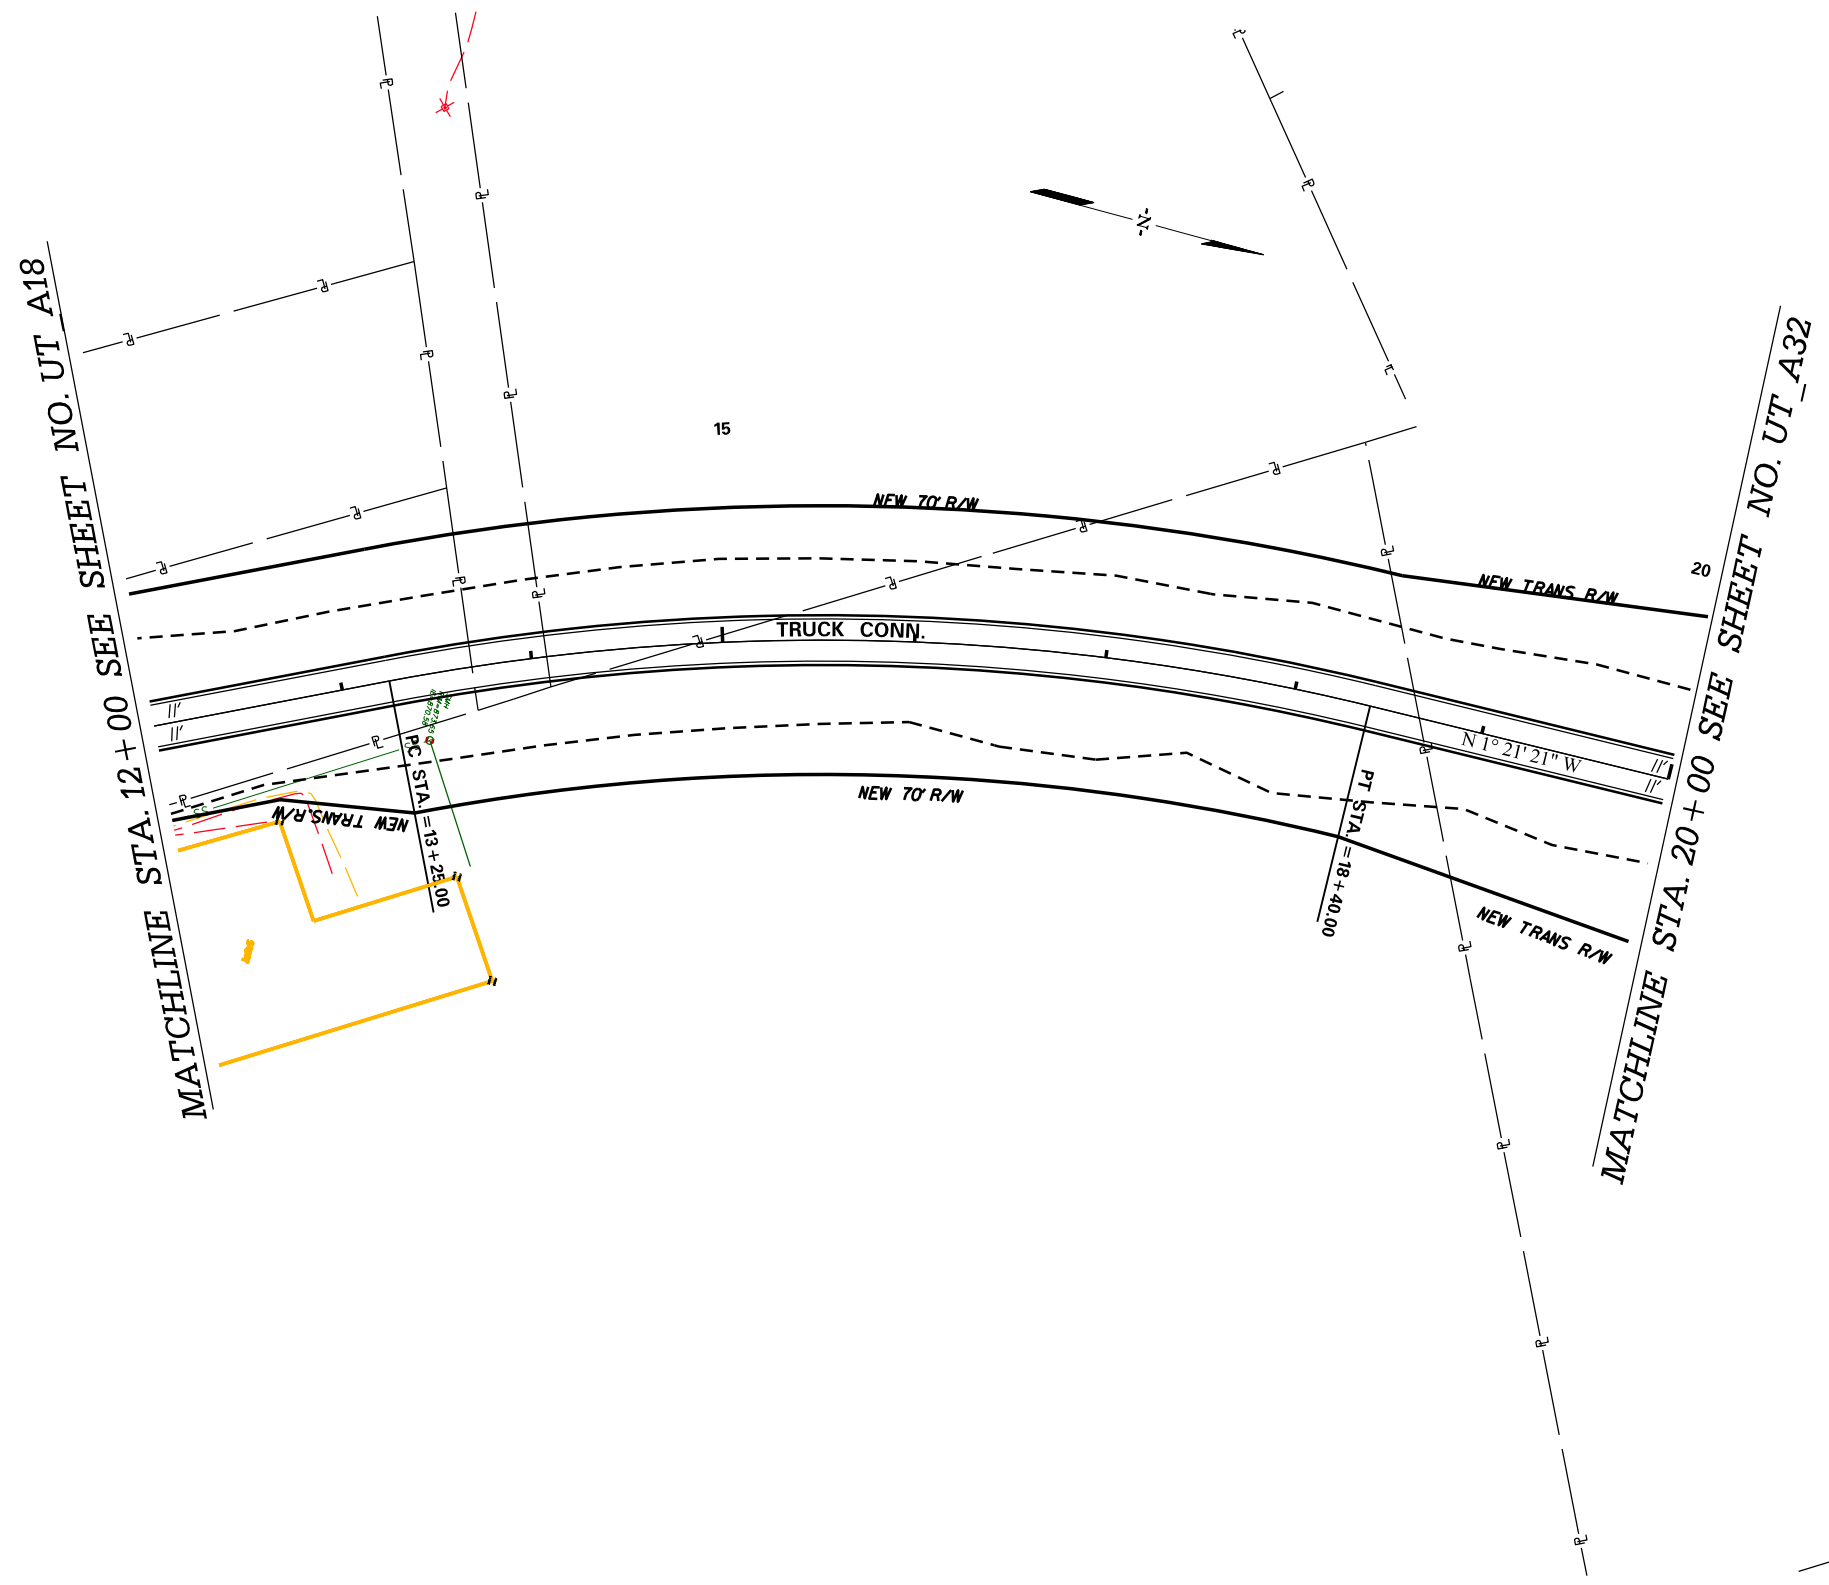 MATCHLINE STA. 12+00 SEE SHEET NO. UT_A18
15
NEW 70' R/W
NEW TRANS R/W
20
TRUCK CONN.
N
PC STA. = 13+25.00
SS
NEW TRANS. R/W
NEW 70' R/W
N 1° 21' 21" W
PT STA. = 18+40.00
NEW TRANS R/W
MATCHLINE STA. 20+00 SEE SHEET NO. UT_A32